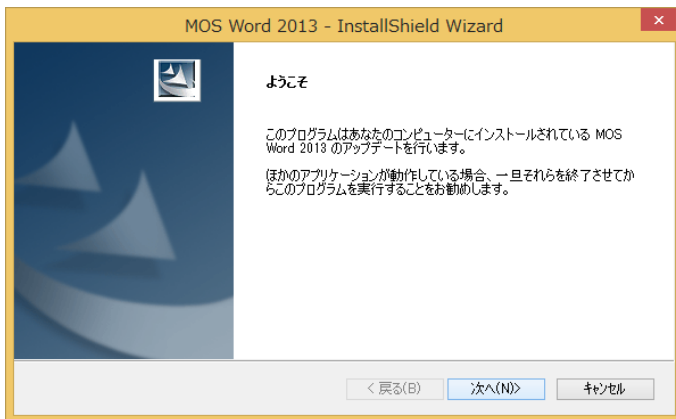 MOS Word 2013 - InstallShield Wizard
ようこそ
このプログラムはあなたのコンピューターにインストールされている MOS
Word 2013 のアップデートを行います。
ほかのアプリケーションが動作している場合、一旦それらを終了させてか
らこのプログラムを実行することをお勧めします。
< 戻る(B)
次へ(N)>
キャンセル